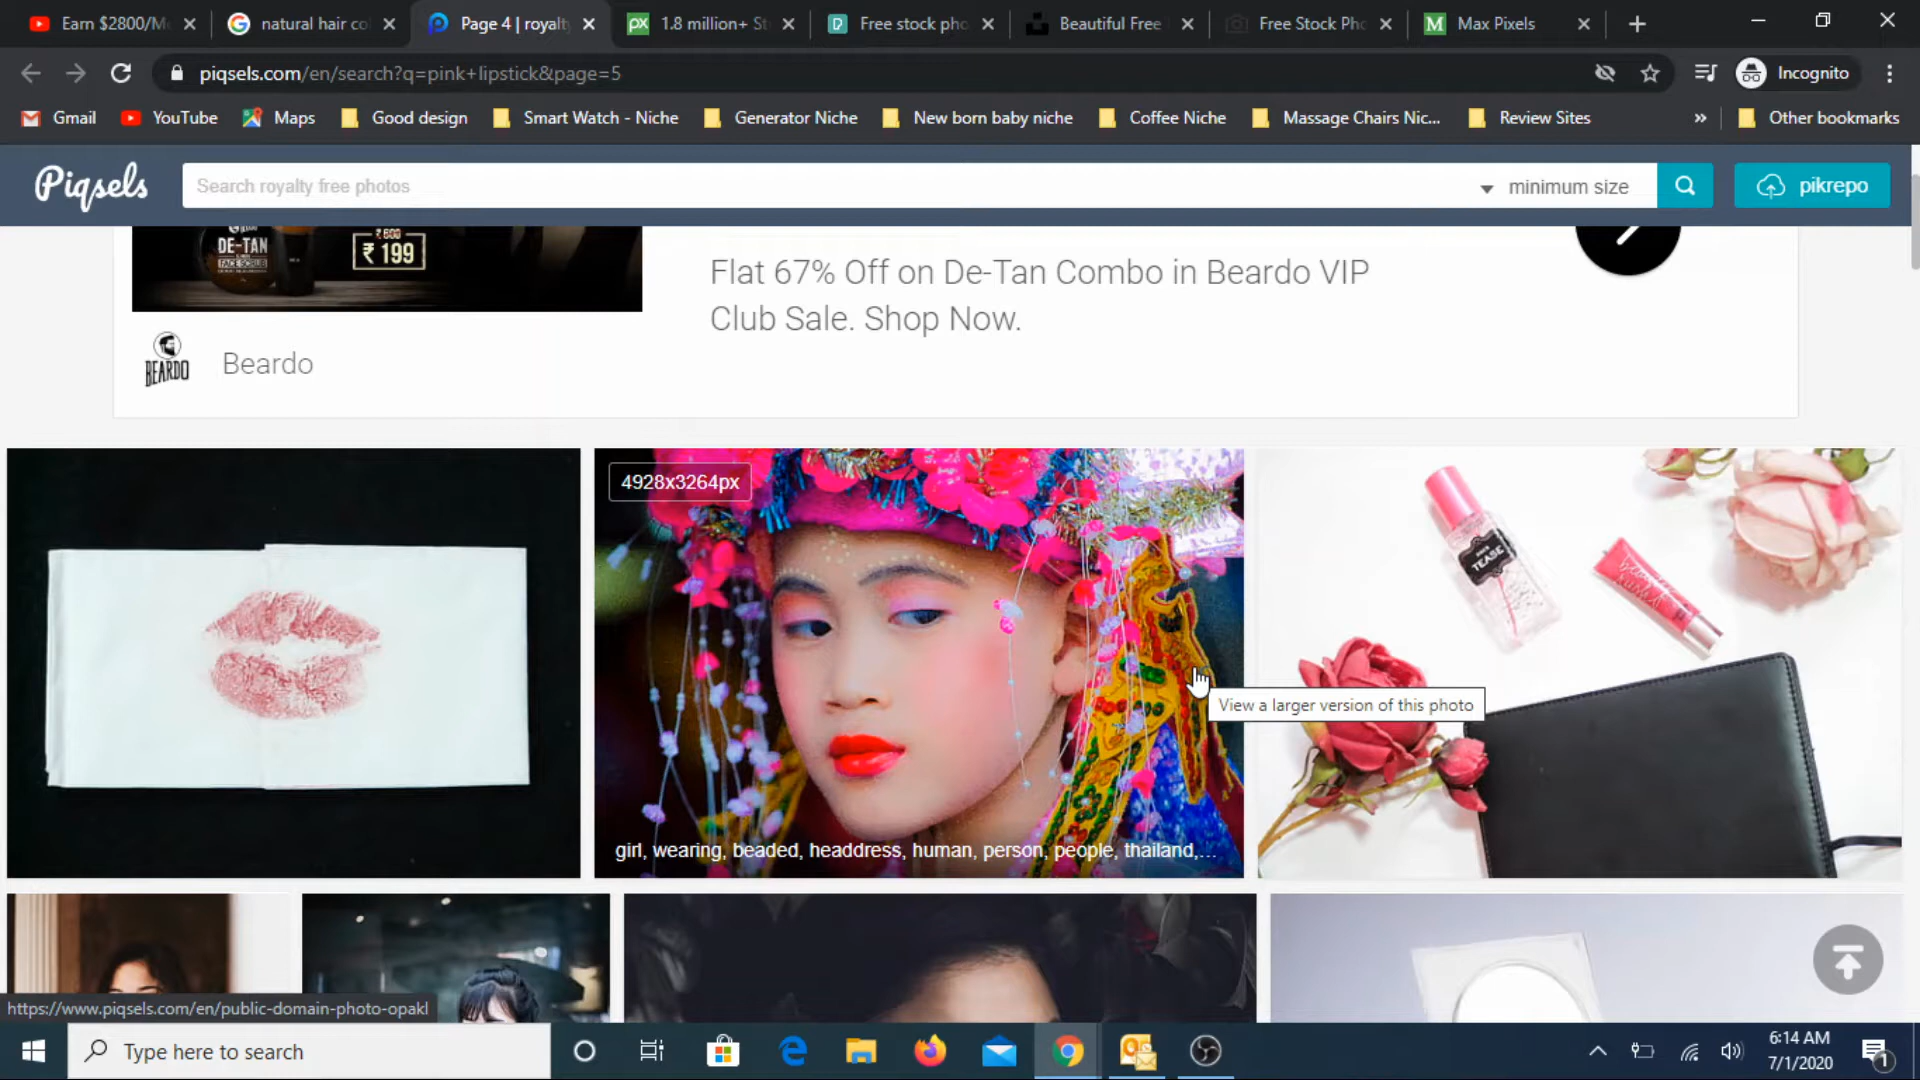 Earn $2800/M
natural hair co
Page 4 | royalt
1.8 million+ St
Free stock pho
Beautiful Free
Free Stock Pho
Max Pixels
piqsels.com/en/search?q=pink+lipstick&page=5
Incognito
Gmail
YouTube
Maps
Good design
Smart Watch - Niche
Generator Niche
New born baby niche
Coffee Niche
Massage Chairs Nic...
Review Sites
»
Other bookmarks
Piqsels
Search royalty free photos
minimum size
pikrepo
DE-TAN
FACE SCRUB
₹ 600
₹ 199
Flat 67% Off on De-Tan Combo in Beardo VIP
Club Sale. Shop Now.
BEARDO
Beardo
4928x3264px
TEASE
View a larger version of this photo
girl, wearing, beaded, headdress, human, person, people, thailand,...
https://www.piqsels.com/en/public-domain-photo-opakl
Type here to search
6:14 AM
7/1/2020
1